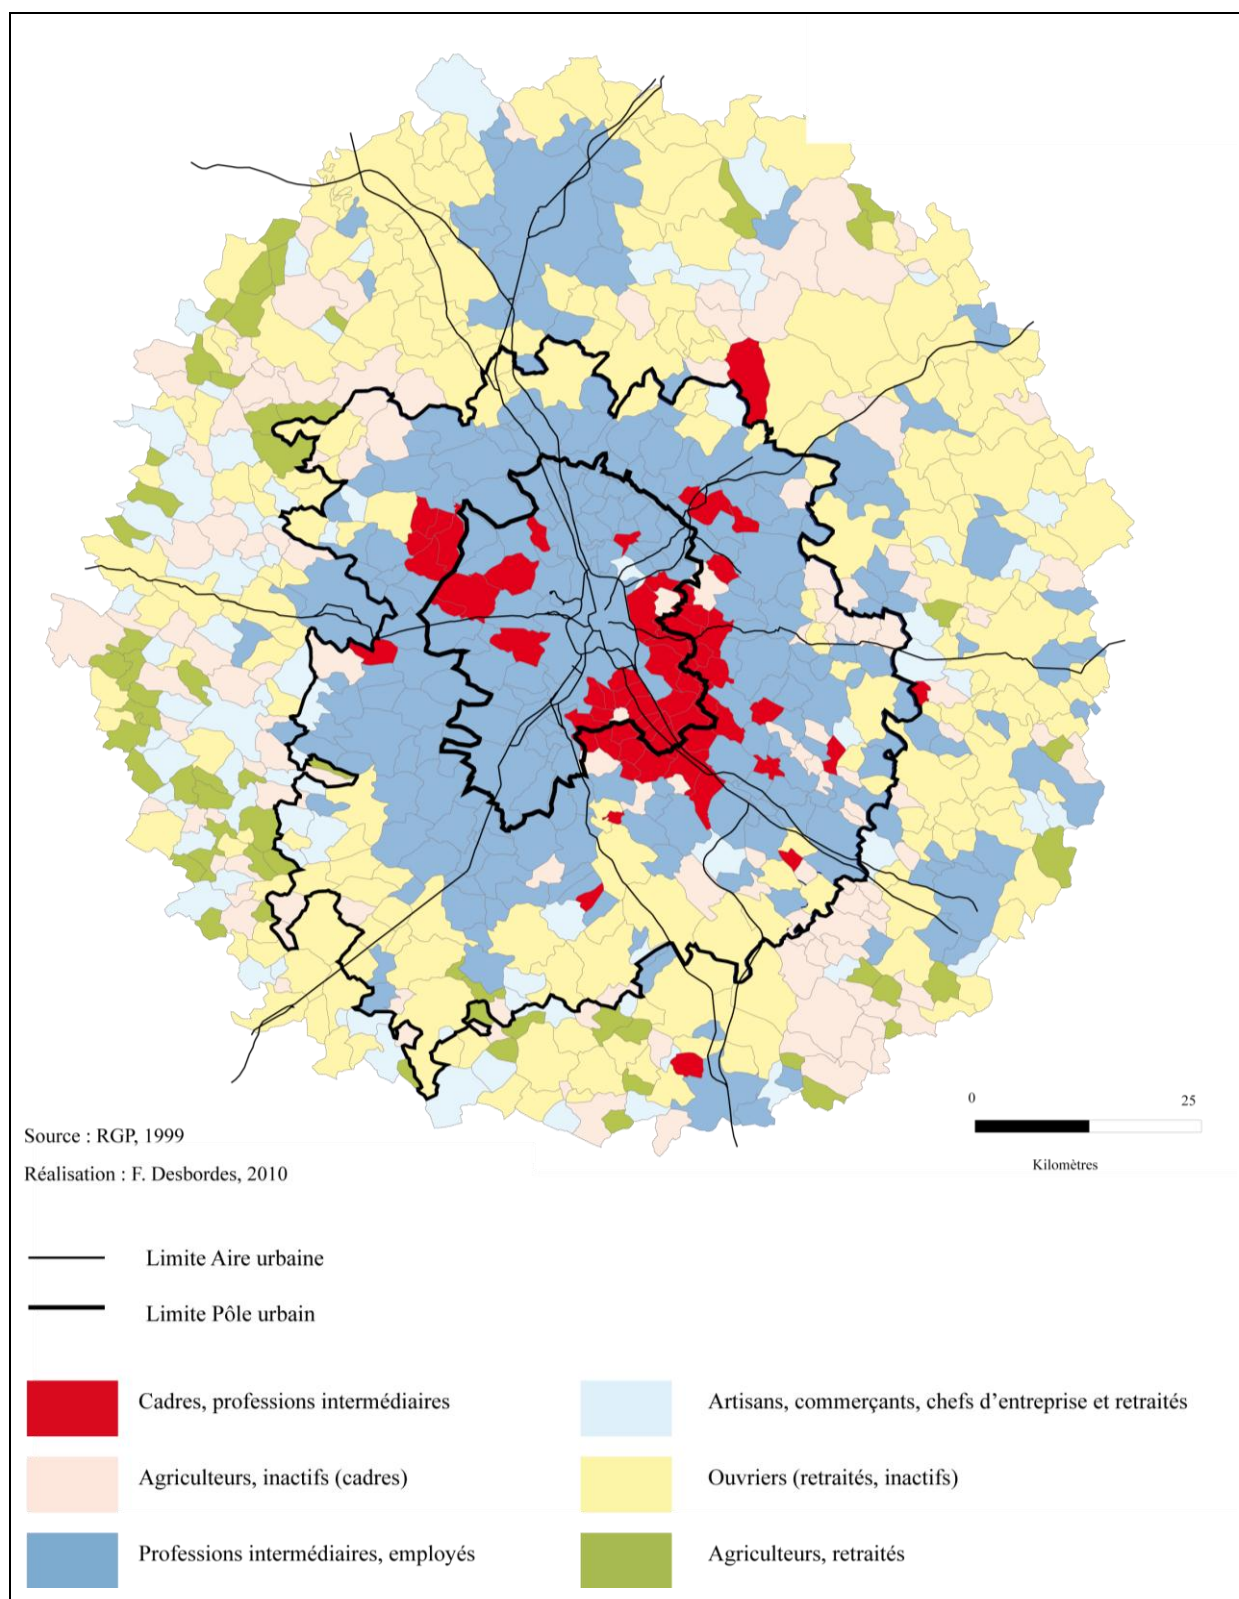 0
25
Kilomètres
Source : RGP, 1999
Réalisation : F. Desbordes, 2010
Limite Aire urbaine
Limite Pôle urbain
Cadres, professions intermédiaires
Artisans, commerçants, chefs d’entreprise et retraités
Agriculteurs, inactifs (cadres)
Ouvriers (retraités, inactifs)
Professions intermédiaires, employés
Agriculteurs, retraités